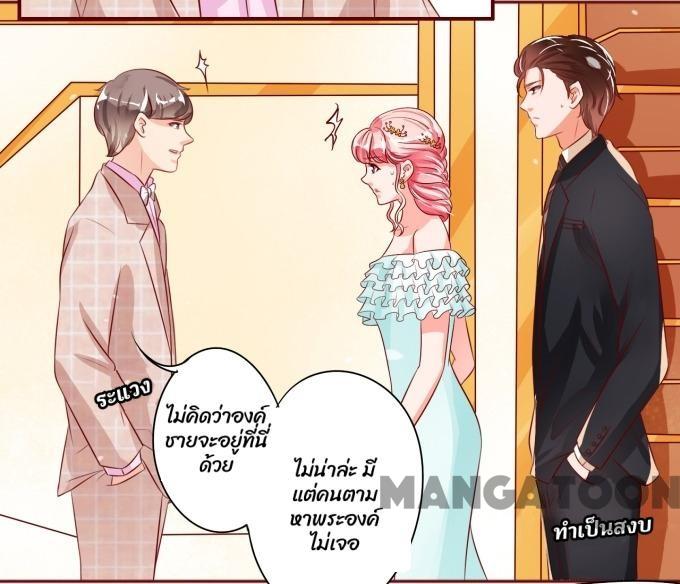 ระแวง
ไม่คิดว่าองค์
ชายจะอยู่ที่นี่
ด้วย
ไม่น่าล่ะ มี
แต่คนตาม
หาพระองค์
ไม่เจอ
MANGATOON
ทำเป็นสงบ